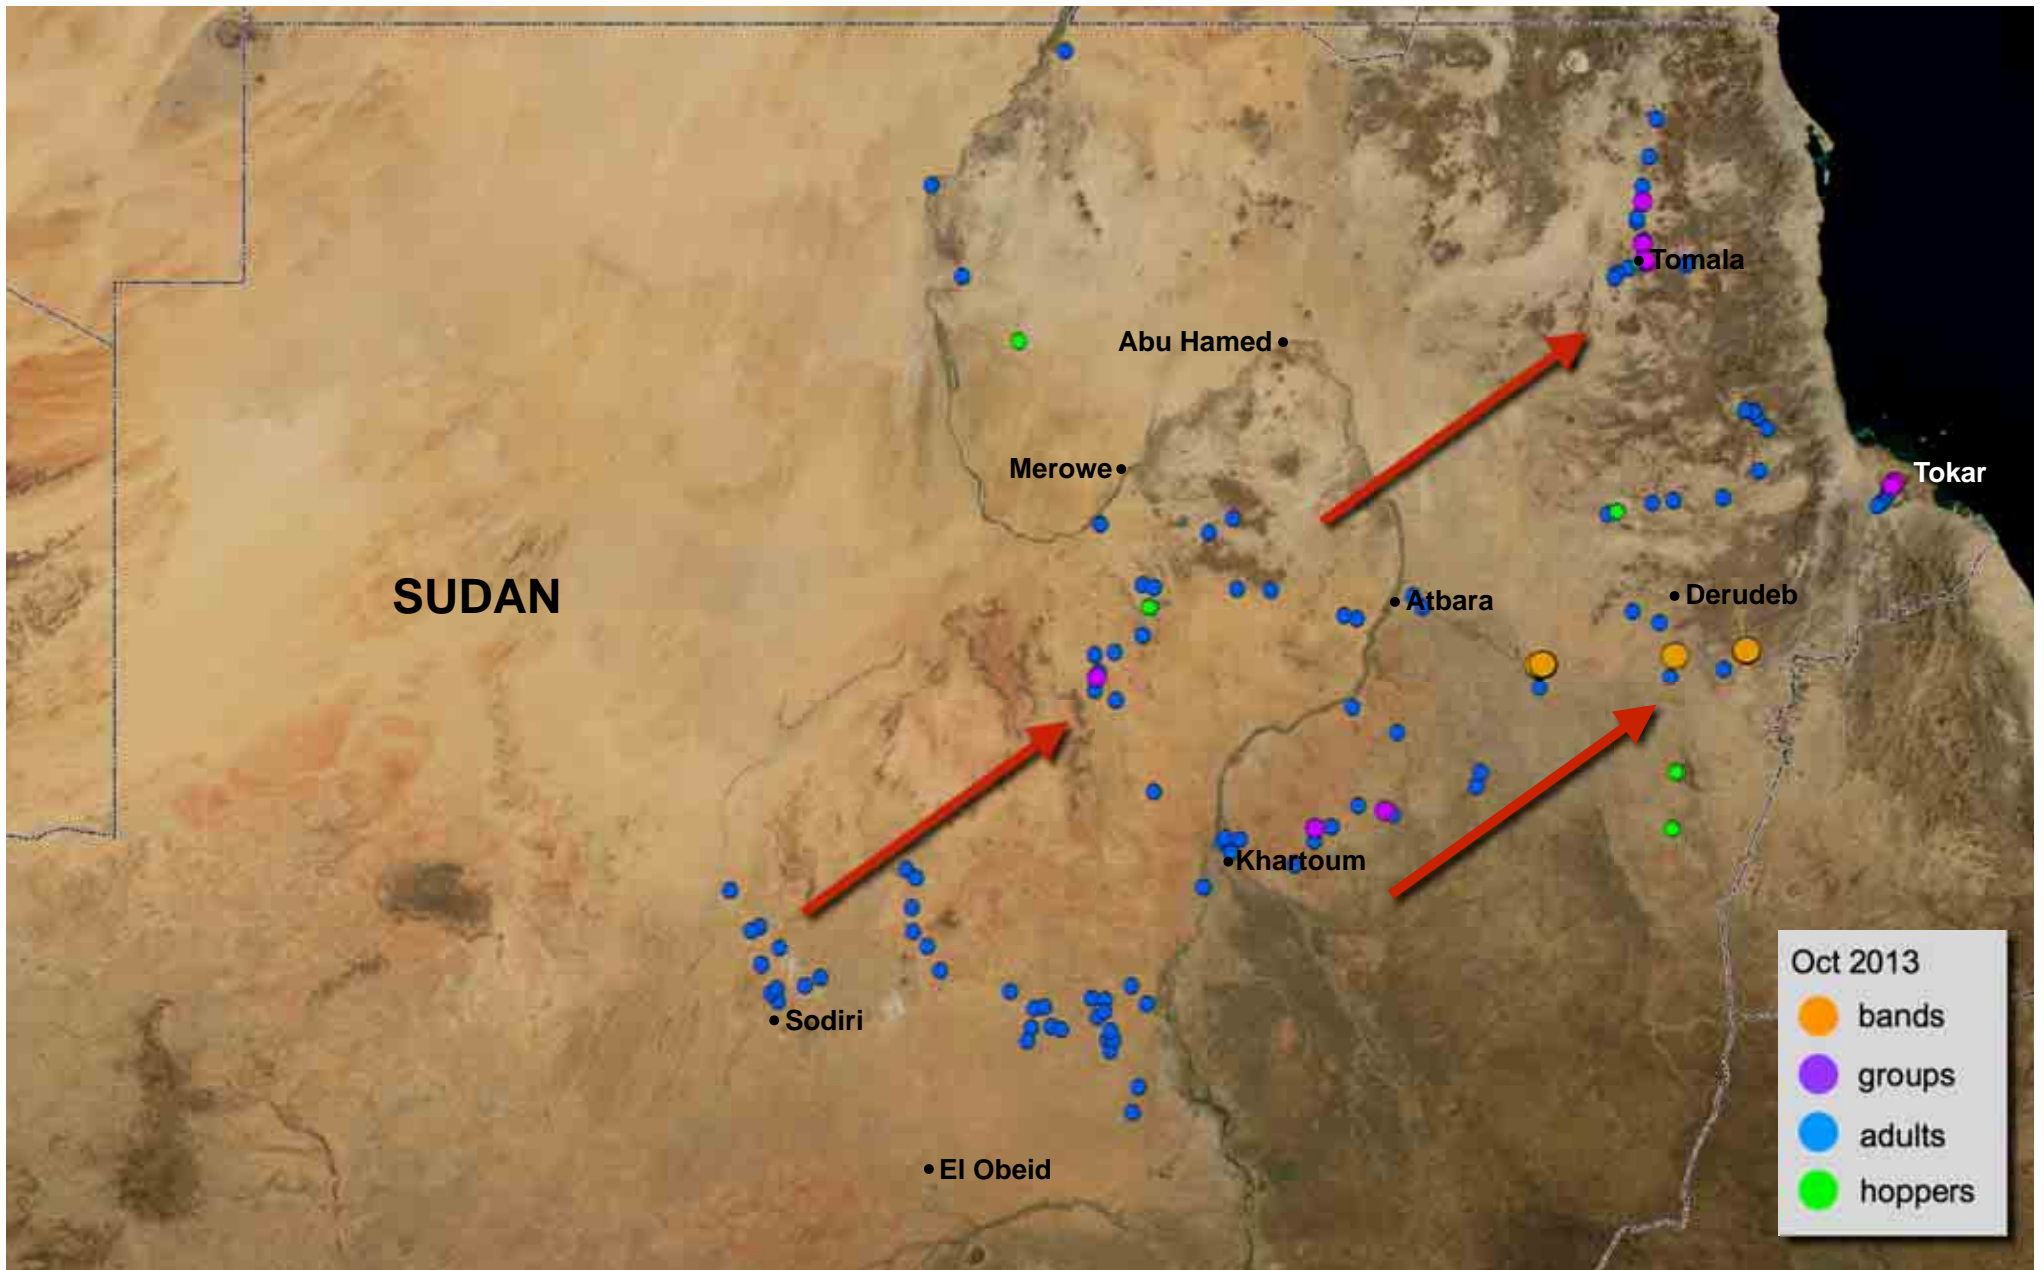 Tomala
Abu Hamed
Merowe
Tokar
SUDAN
Atbara
Derudeb
Khartoum
Sodiri
El Obeid
Oct 2013
bands
groups
adults
hoppers